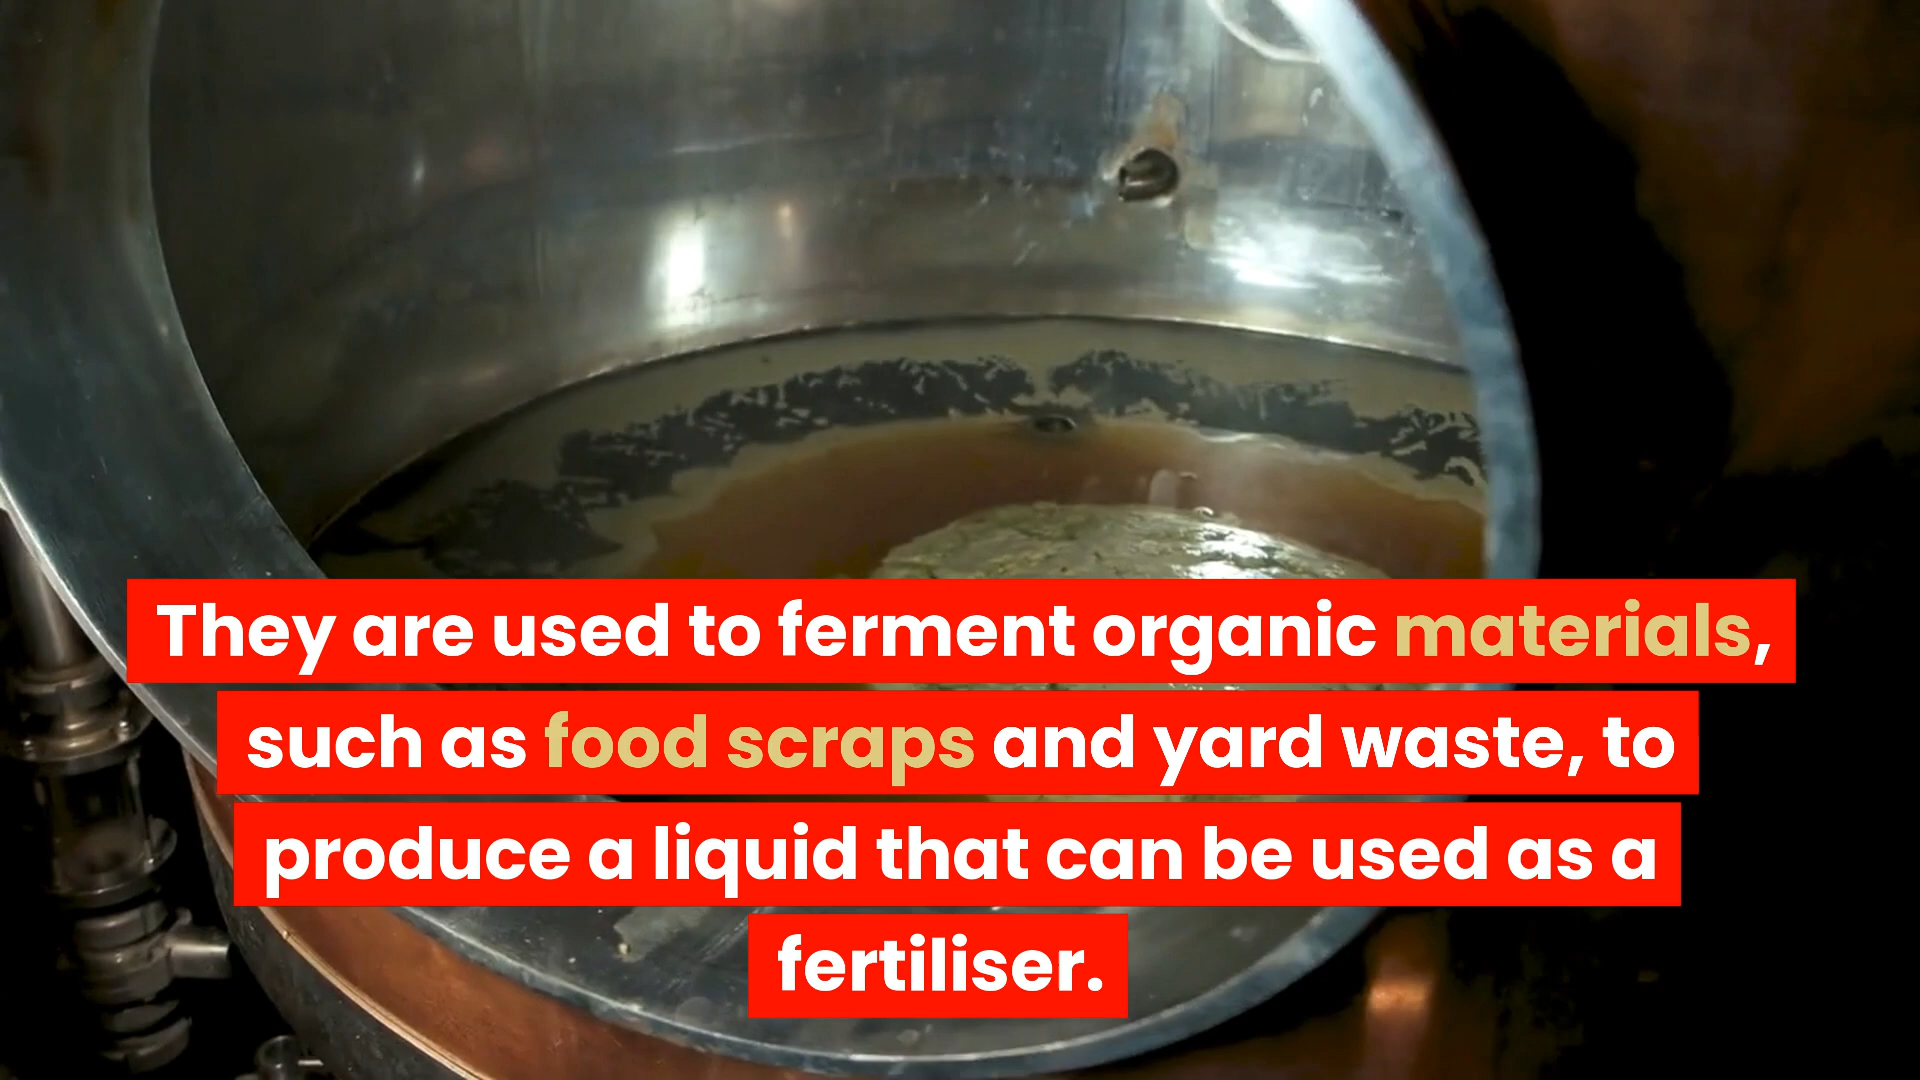 They are used to ferment organic materials,
such as food scraps and yard waste, to
produce a liquid that can be used as a
fertiliser.